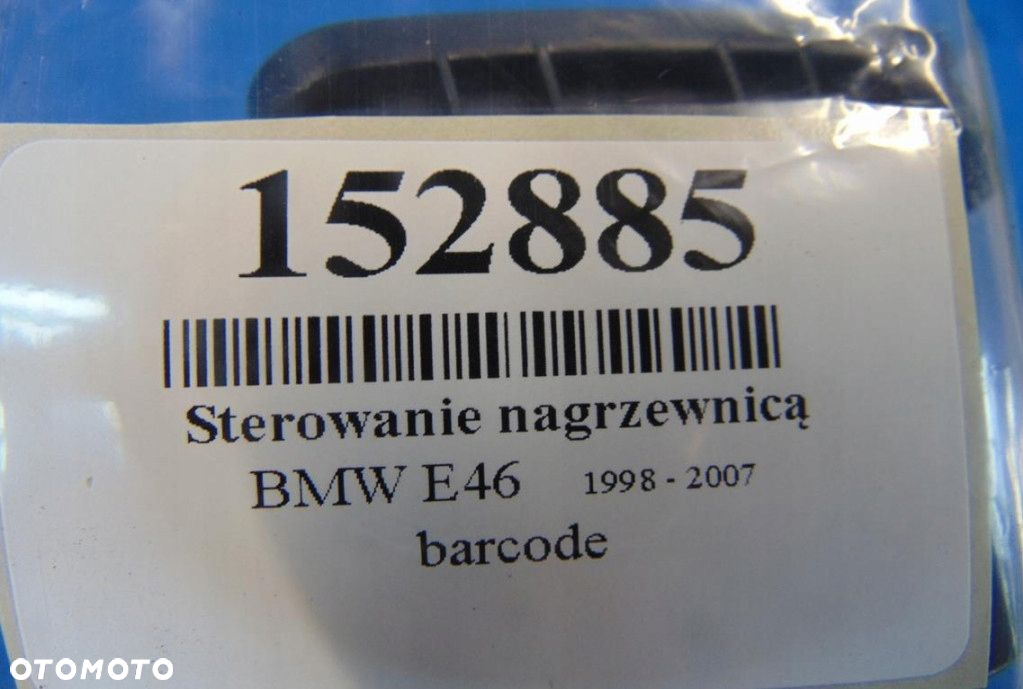 152885
Sterowanie nagrzewnicą
BMW E46 1998 - 2007
barcode
OTOMOTO